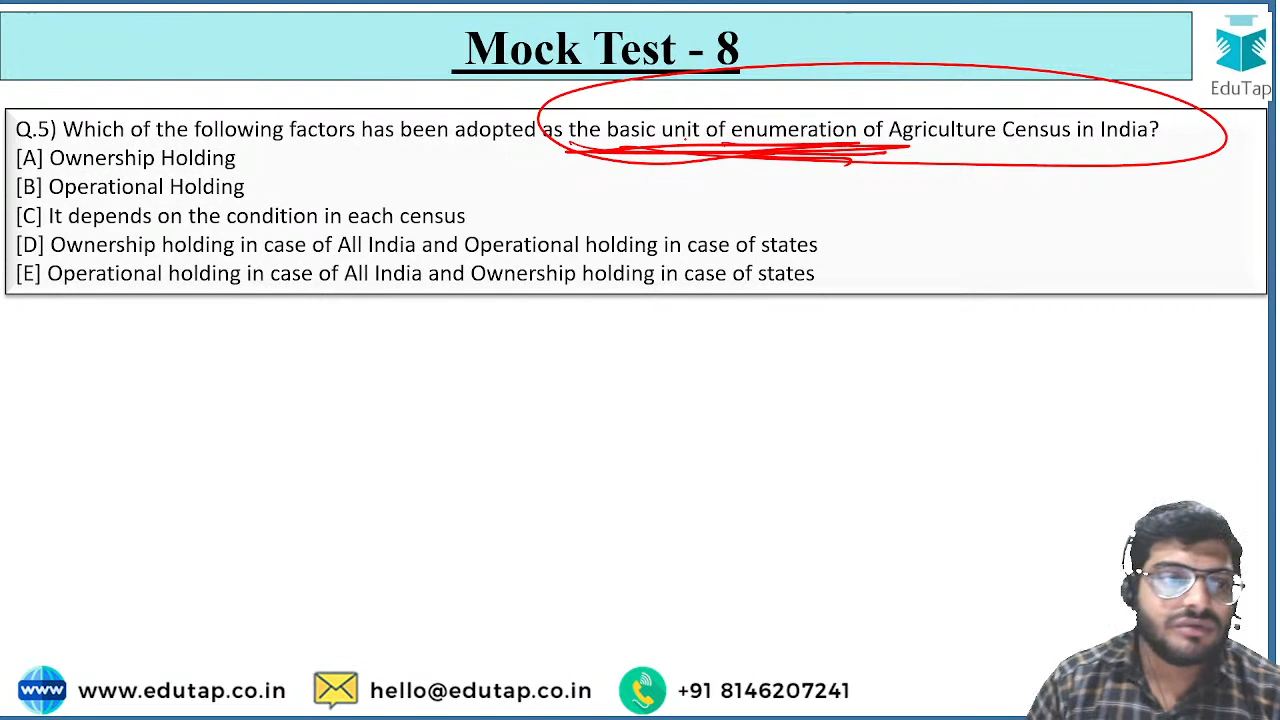 Mock Test - 8
EduTap
Q.5) Which of the following factors has been adopted as the basic unit of enumeration of Agriculture Census in India?
[A] Ownership Holding
[B] Operational Holding
[C] It depends on the condition in each census
[D] Ownership holding in case of All India and Operational holding in case of states
[E] Operational holding in case of All India and Ownership holding in case of states
www www.edutap.co.in hello@edutap.co.in +91 8146207241